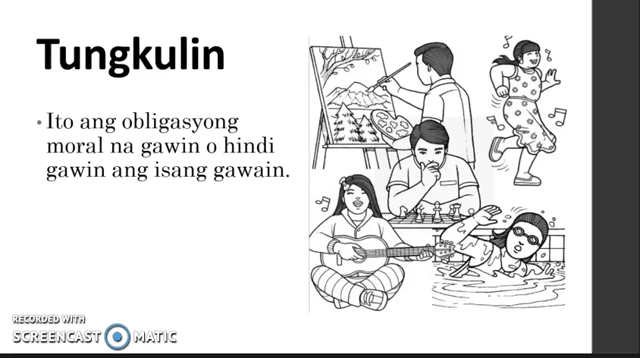 Tungkulin
• Ito ang obligasyong
moral na gawin o hindi
gawin ang isang gawain.
RECORDED WITH
SCREENCAST MATIC